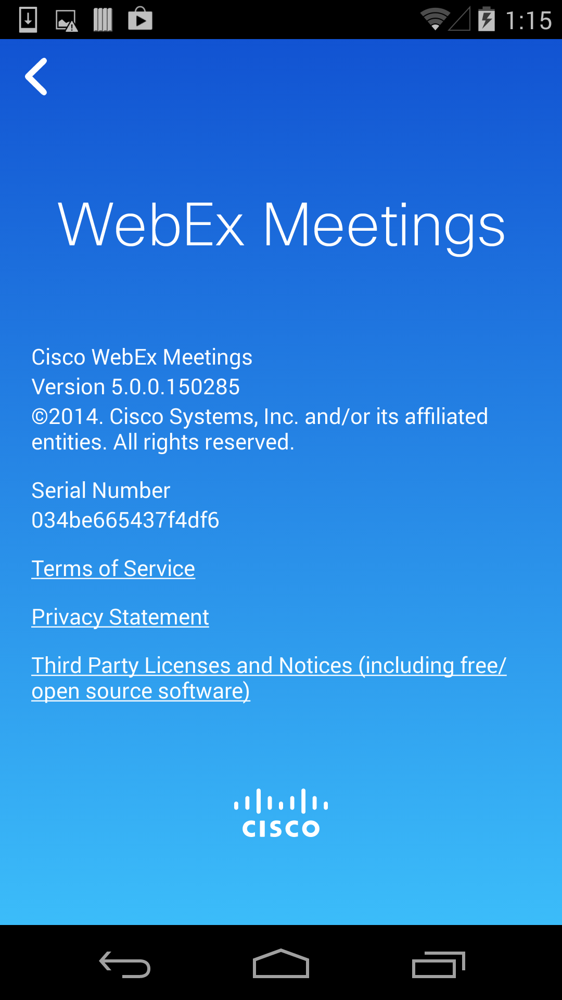 1:15
WebEx Meetings
Cisco WebEx Meetings
Version 5.0.0.150285
©2014. Cisco Systems, Inc. and/or its affiliated
entities. All rights reserved.
Serial Number
034be665437f4df6
Terms of Service
Privacy Statement
Third Party Licenses and Notices (including free/
open source software)
CISCO